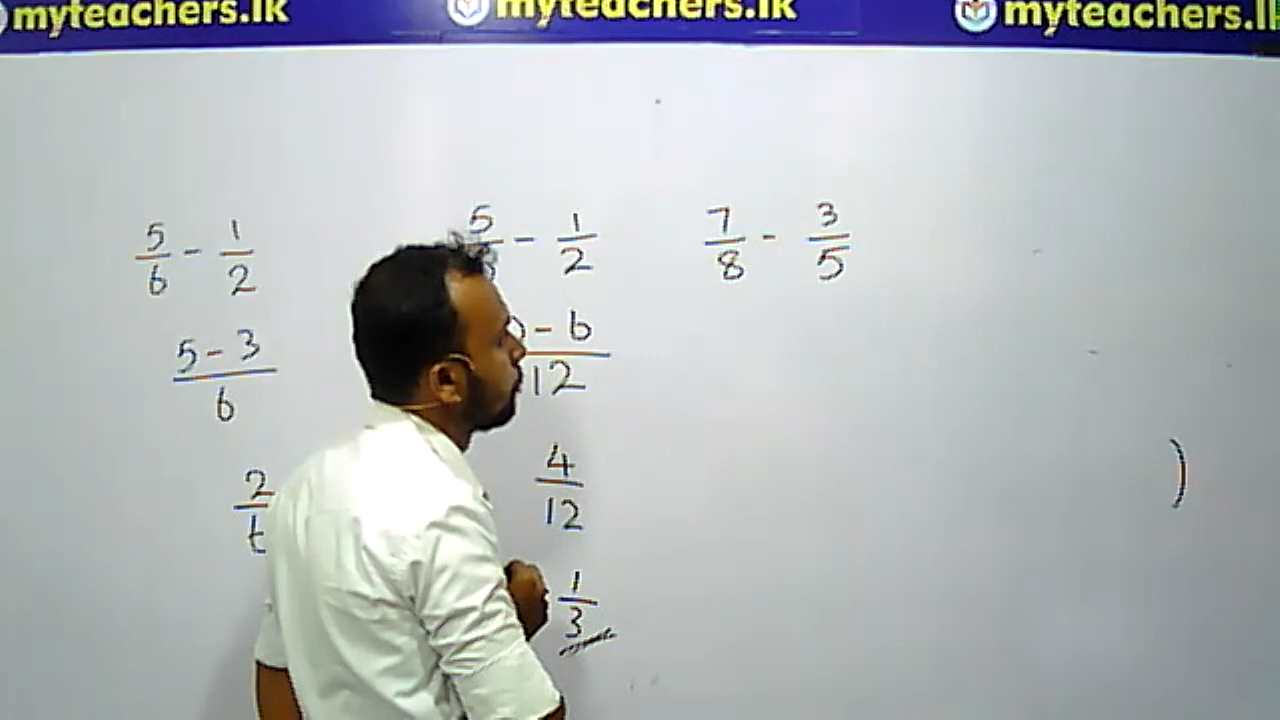 myteachers.lk myteachers.lk myteachers.l
5/6 - 1/2
5 - 3 / 6
2
5 - 1/2
- 6 / 12
4/12
1/3
7/8 - 3/5
)